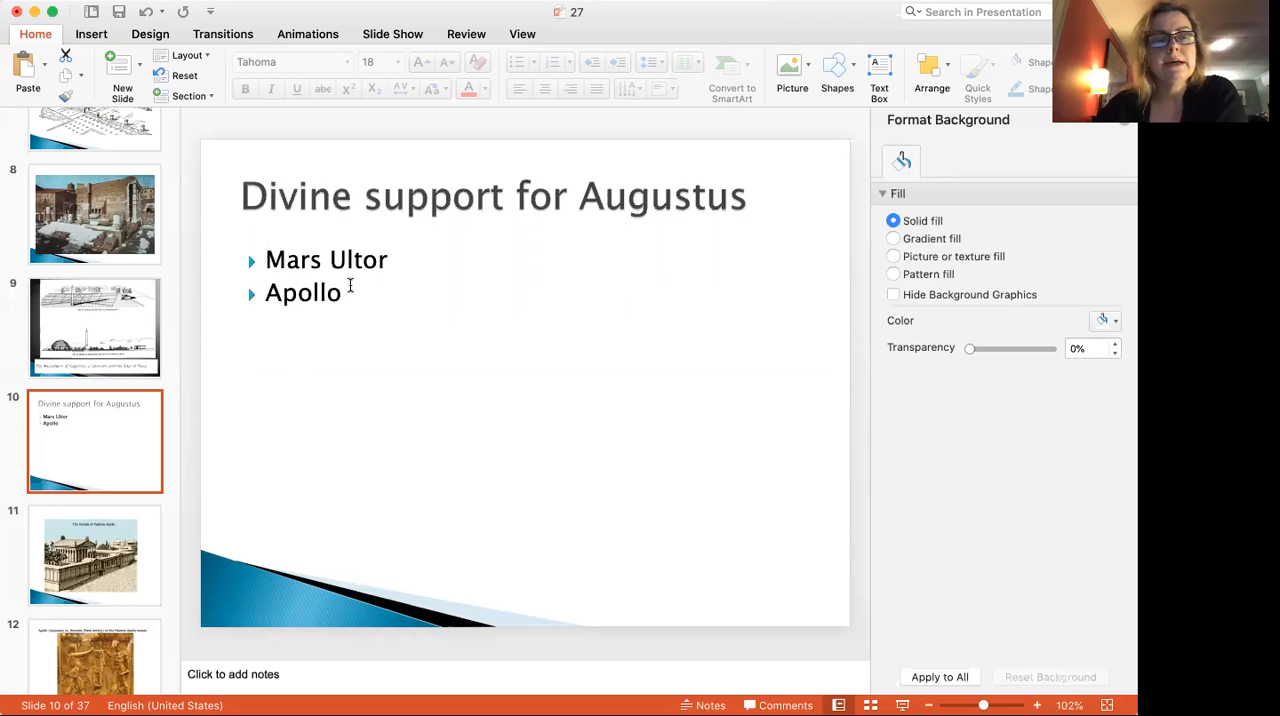 27
Search in Presentation
Home Insert Design Transitions Animations Slide Show Review View
Paste
New
Slide
Layout
Reset
Section
Tahoma 18
Convert to
SmartArt
Picture Shapes Text
Box
Arrange Quick
Styles
Shap
Shap
8
9
10
Divine support for Augustus
Mars Ultor
Apollo
11
The Temple of Palatine Apollo
12
Divine support for Augustus
Mars Ultor
Apollo
Click to add notes
Format Background
Fill
Solid fill
Gradient fill
Picture or texture fill
Pattern fill
Hide Background Graphics
Color
Transparency 0%
Apply to All Reset Background
Slide 10 of 37 English (United States) Notes Comments 102%